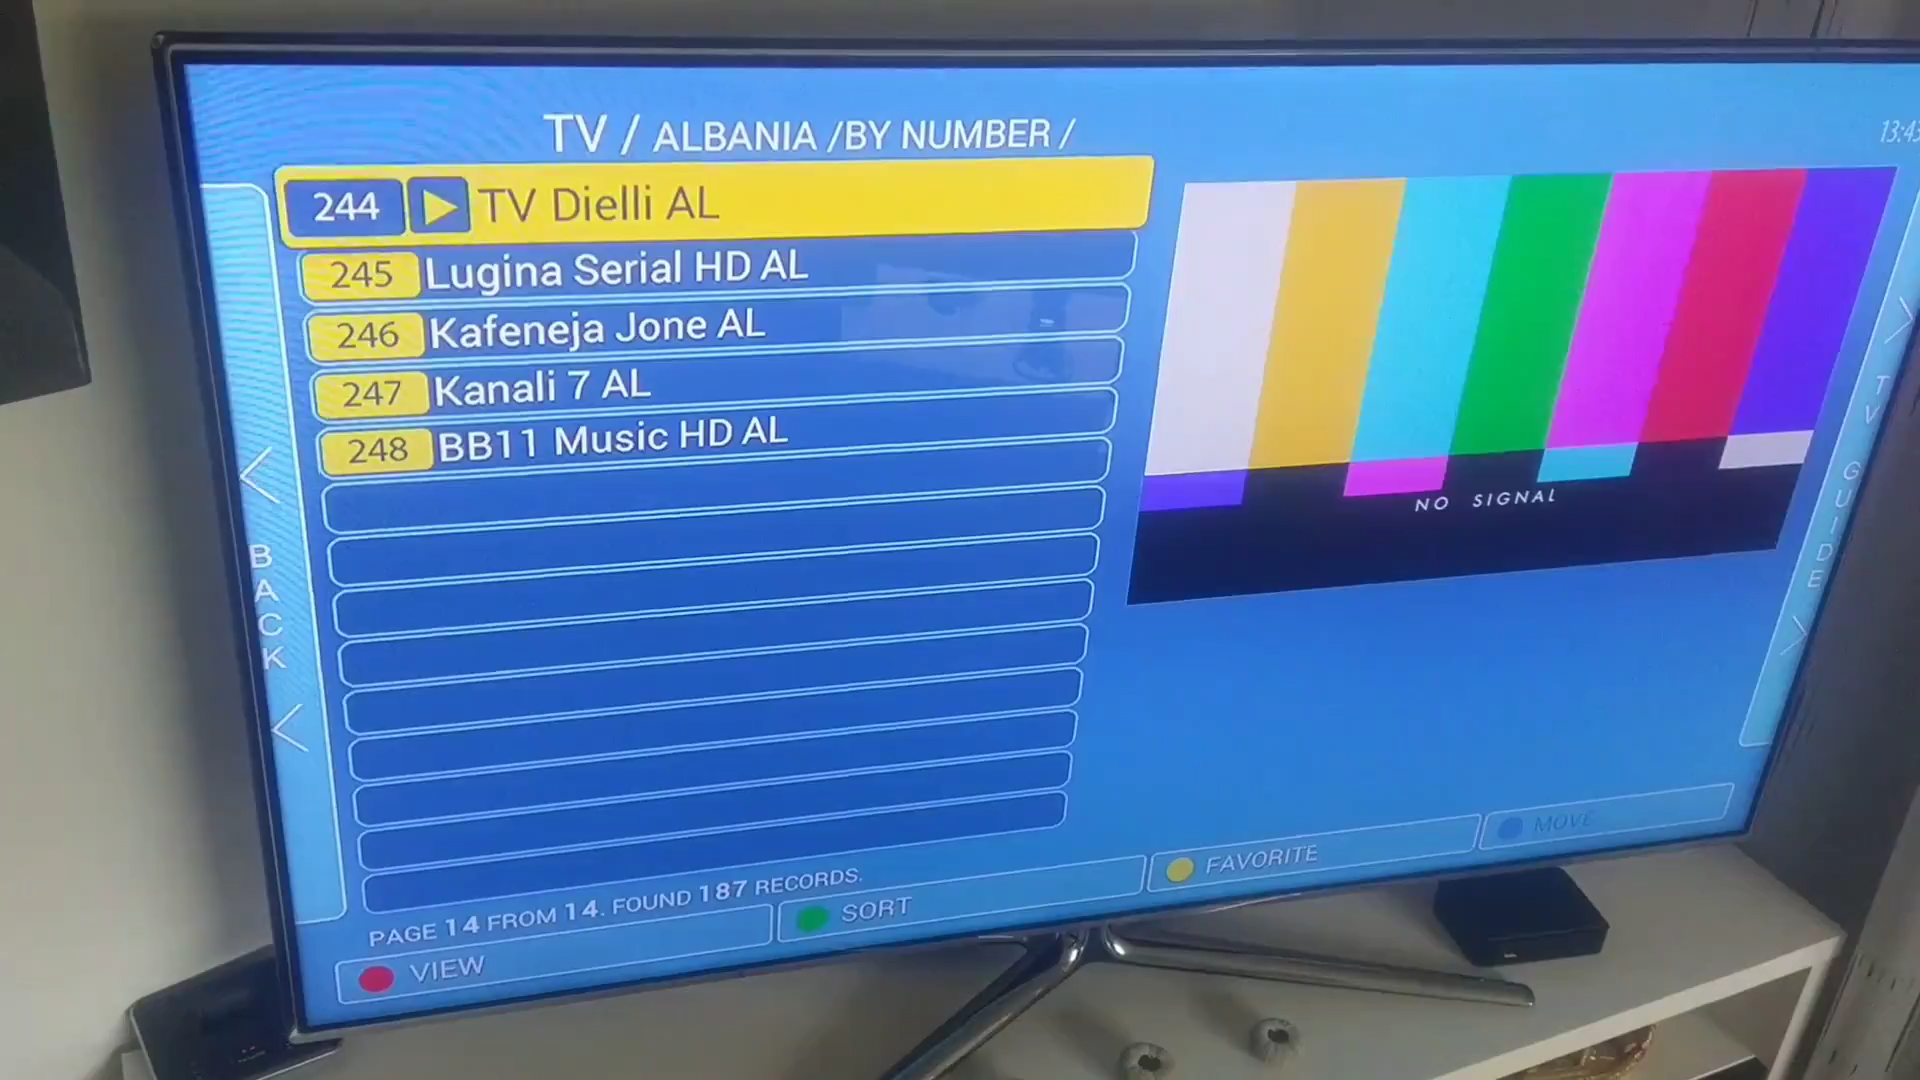 TV / ALBANIA /BY NUMBER /
13:43
244 TV Dielli AL
245 Lugina Serial HD AL
246 Kafeneja Jone AL
247 Kanali 7 AL
248 BB11 Music HD AL
NO SIGNAL
BACK
TV GUIDE
PAGE 14 FROM 14. FOUND 187 RECORDS.
VIEW
SORT
FAVORITE
MOVE